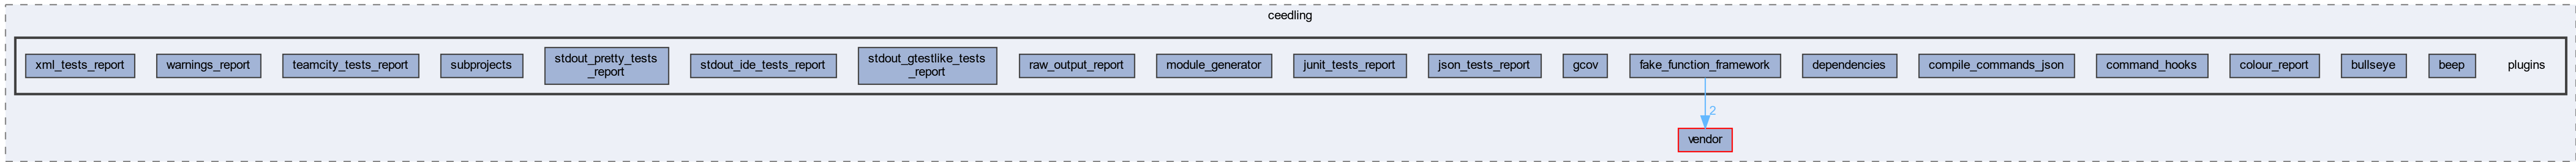 ceedling
xml_tests_report
warnings_report
teamcity_tests_report
subprojects
stdout_pretty_tests
_report
stdout_ide_tests_report
stdout_gtestlike_tests
_report
raw_output_report
module_generator
junit_tests_report
json_tests_report
gcov
fake_function_framework
dependencies
compile_commands_json
command_hooks
colour_report
bullseye
beep
plugins
2
vendor